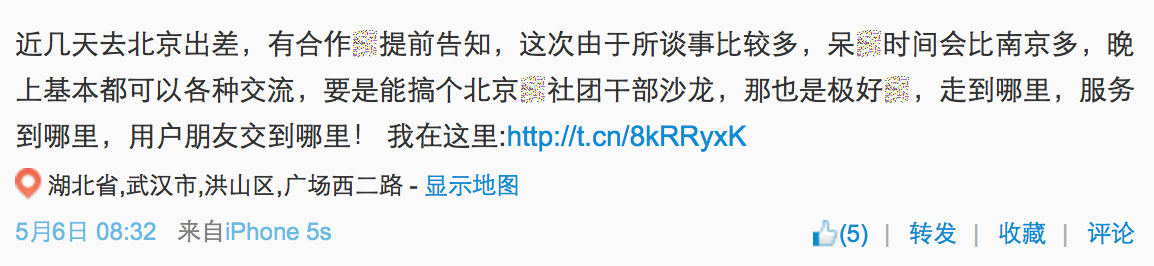 近几天去北京出差，有合作提前告知，这次由于所谈事比较多，呆时间会比南京多，晚
上基本都可以各种交流，要是能搞个北京社团干部沙龙，那也是极好，走到哪里，服务
到哪里，用户朋友交到哪里！ 我在这里:http://t.cn/8kRRyxK
湖北省,武汉市,洪山区,广场西二路 - 显示地图
5月6日 08:32 来自iPhone 5s
(5) | 转发 | 收藏 | 评论